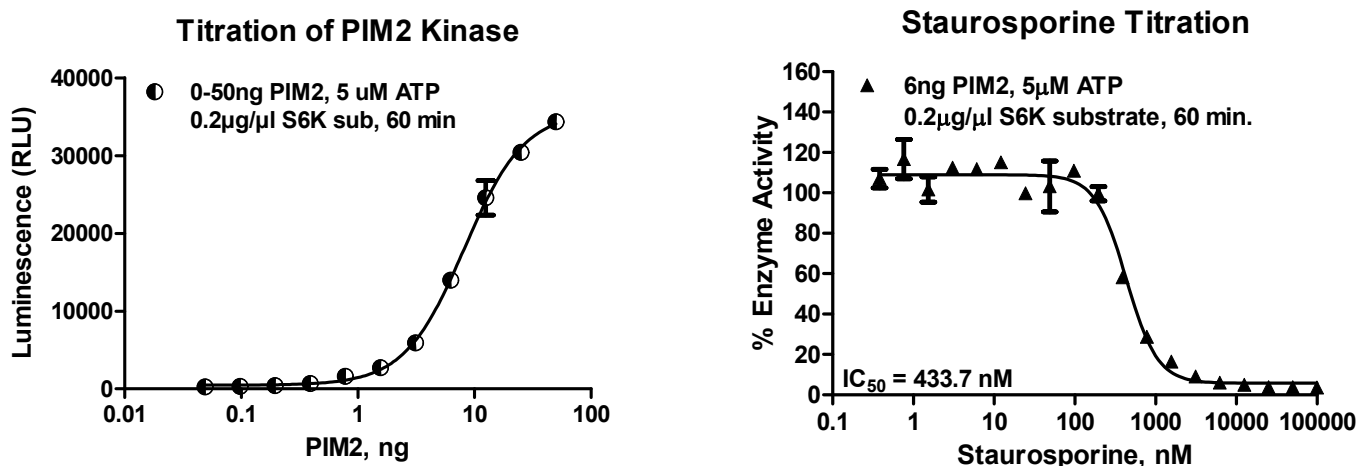 Titration of PIM2 Kinase
0-50ng PIM2, 5 uM ATP
0.2µg/µl S6K sub, 60 min
Luminescence (RLU)
40000
30000
20000
10000
0
0.01
0.1
1
10
100
PIM2, ng
Staurosporine Titration
6ng PIM2, 5µM ATP
0.2µg/µl S6K substrate, 60 min.
% Enzyme Activity
160
140
120
100
80
60
40
20
0
IC50 = 433.7 nM
0.1
1
10
100
1000
10000
100000
Staurosporine, nM